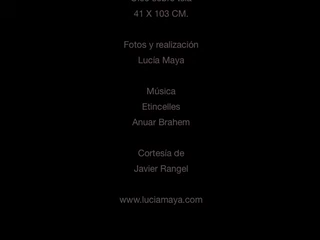 41 X 103 CM.
Fotos y realización
Lucía Maya
Música
Etincelles
Anuar Brahem
Cortesía de
Javier Rangel
www.luciamaya.com